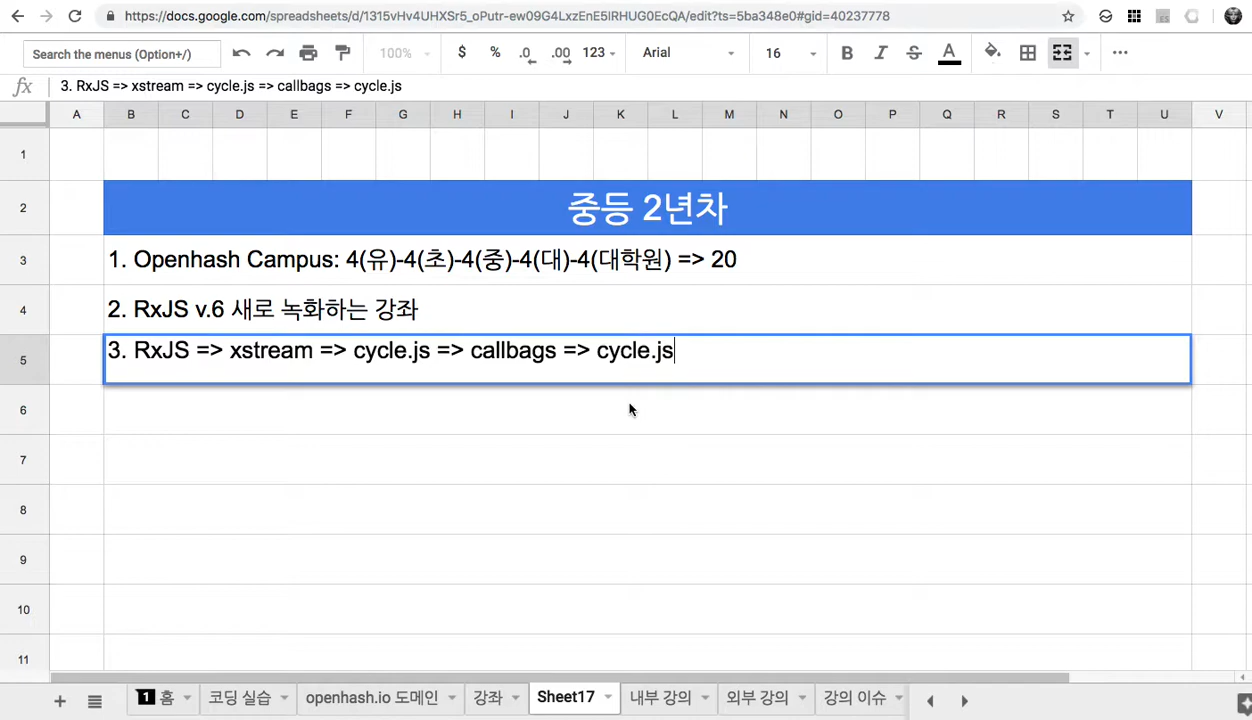 https://docs.google.com/spreadsheets/d/1315vHv4UHXSr5_oPutr-ew09G4LxzEnE5lRHUG0EcQA/edit?ts=5ba348e0#gid=40237778
Search the menus (Option+/) 100% $ % .0 .00 123 Arial 16 B I S A
fx 3. RxJS => xstream => cycle.js => callbags => cycle.js
A B C D E F G H I J K L M N O P Q R S T U V
1
2 중등 2년차
3 1. Openhash Campus: 4(유)-4(초)-4(중)-4(대)-4(대학원) => 20
4 2. RxJS v.6 새로 녹화하는 강좌
5 3. RxJS => xstream => cycle.js => callbags => cycle.js
6
7
8
9
10
11
1 홈 코딩 실습 openhash.io 도메인 강좌 Sheet17 내부 강의 외부 강의 강의 이슈